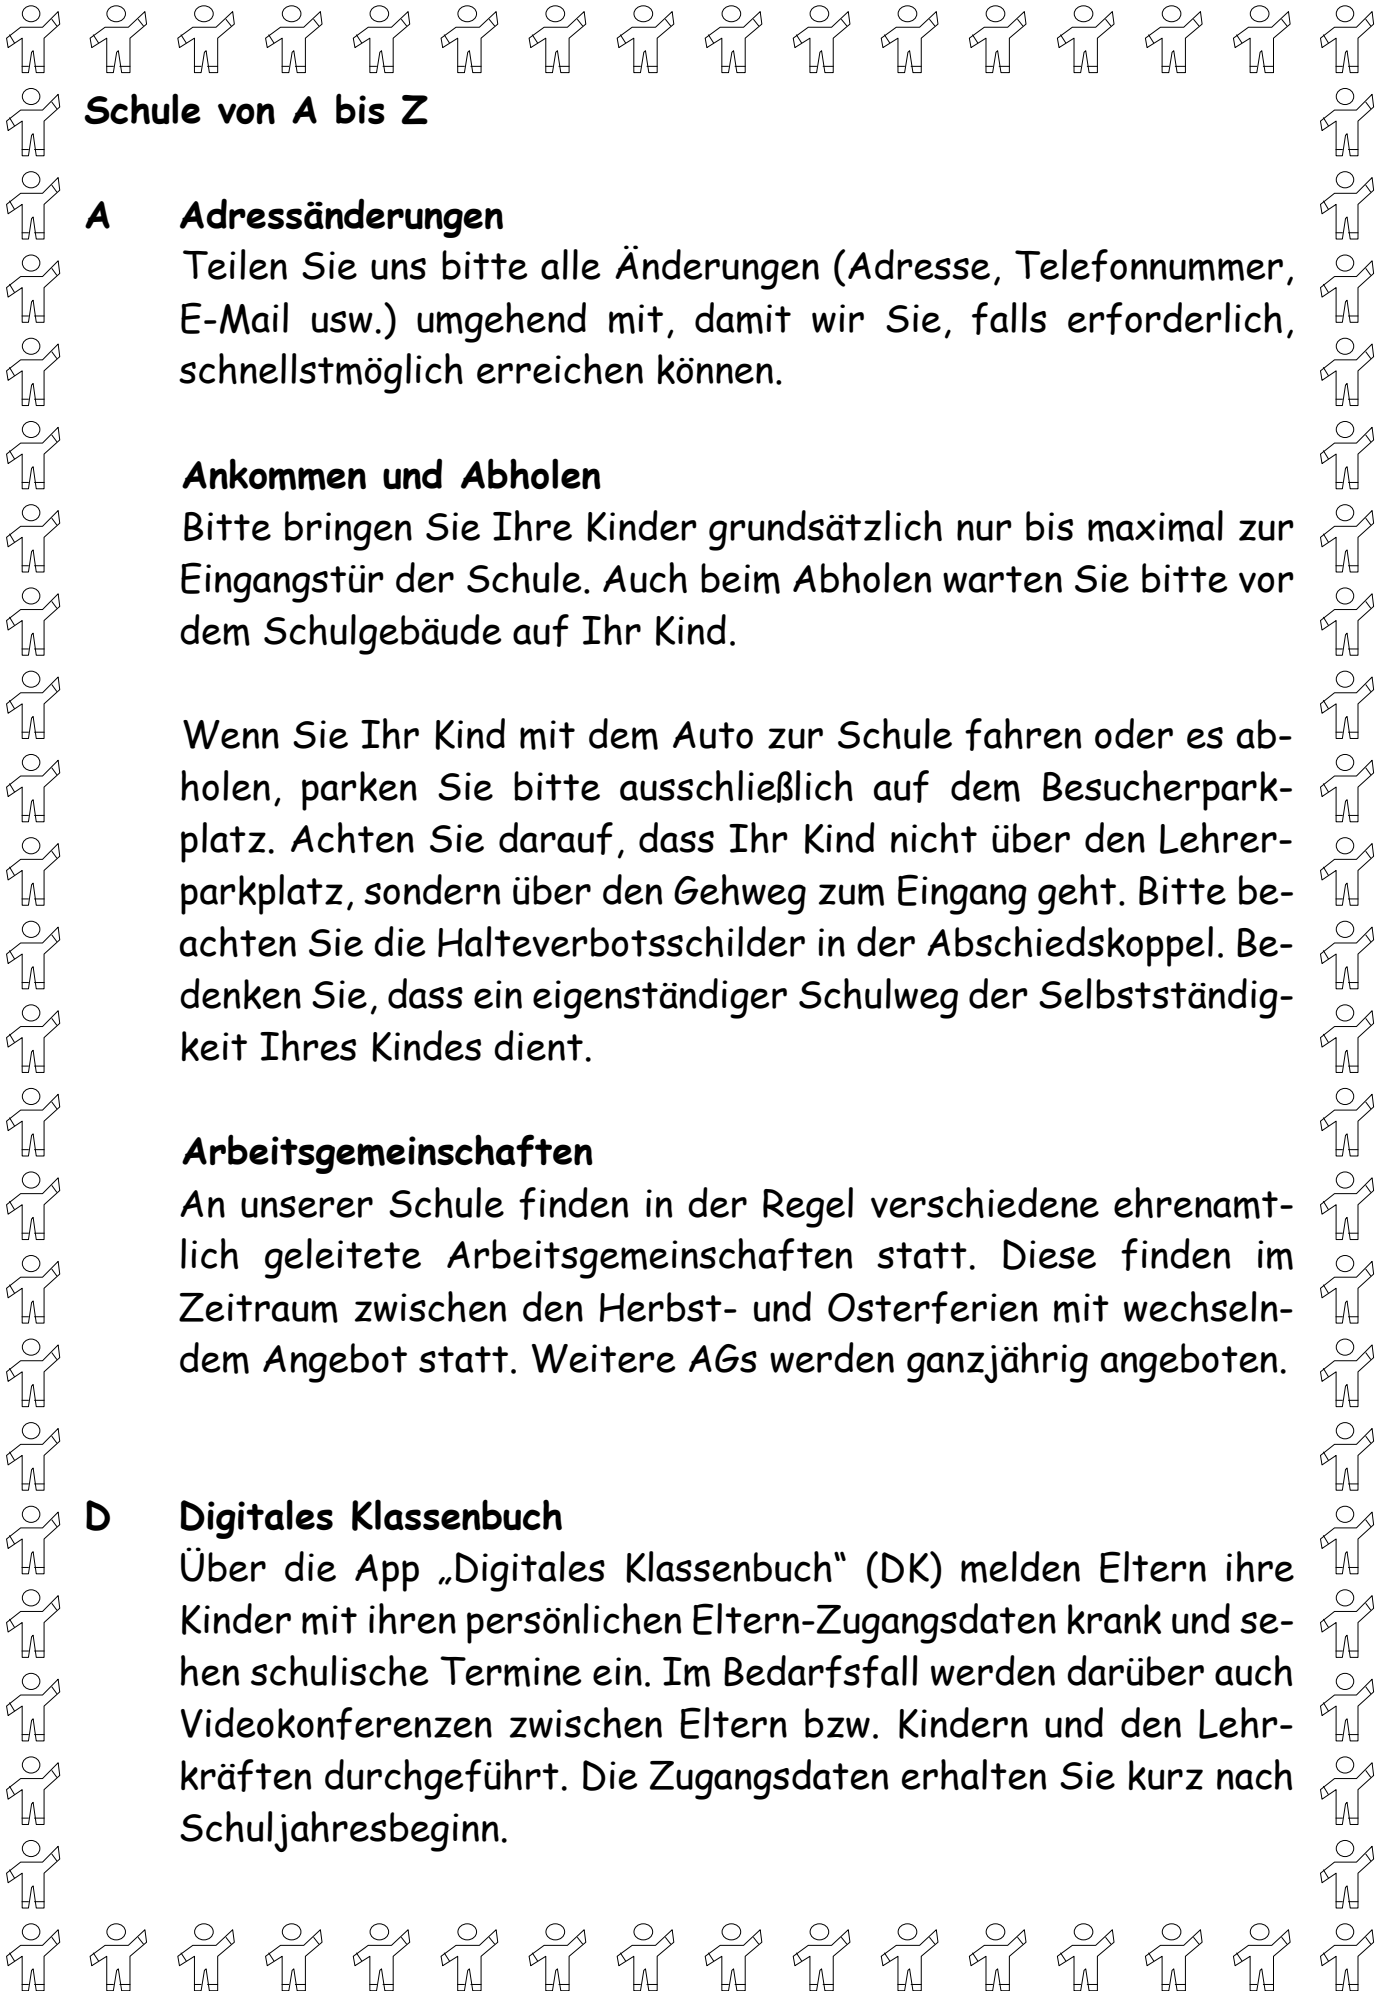 Schule von A bis Z
A Adressänderungen
Teilen Sie uns bitte alle Änderungen (Adresse, Telefonnummer,
E-Mail usw.) umgehend mit, damit wir Sie, falls erforderlich,
schnellstmöglich erreichen können.
Ankommen und Abholen
Bitte bringen Sie Ihre Kinder grundsätzlich nur bis maximal zur
Eingangstür der Schule. Auch beim Abholen warten Sie bitte vor
dem Schulgebäude auf Ihr Kind.
Wenn Sie Ihr Kind mit dem Auto zur Schule fahren oder es ab-
holen, parken Sie bitte ausschließlich auf dem Besucherpark-
platz. Achten Sie darauf, dass Ihr Kind nicht über den Lehrer-
parkplatz, sondern über den Gehweg zum Eingang geht. Bitte be-
achten Sie die Halteverbotsschilder in der Abschiedskoppel. Be-
denken Sie, dass ein eigenständiger Schulweg der Selbstständig-
keit Ihres Kindes dient.
Arbeitsgemeinschaften
An unserer Schule finden in der Regel verschiedene ehrenamt-
lich geleitete Arbeitsgemeinschaften statt. Diese finden im
Zeitraum zwischen den Herbst- und Osterferien mit wechseln-
dem Angebot statt. Weitere AGs werden ganzjährig angeboten.
D Digitales Klassenbuch
Über die App „Digitales Klassenbuch“ (DK) melden Eltern ihre
Kinder mit ihren persönlichen Eltern-Zugangsdaten krank und se-
hen schulische Termine ein. Im Bedarfsfall werden darüber auch
Videokonferenzen zwischen Eltern bzw. Kindern und den Lehr-
kräften durchgeführt. Die Zugangsdaten erhalten Sie kurz nach
Schuljahresbeginn.